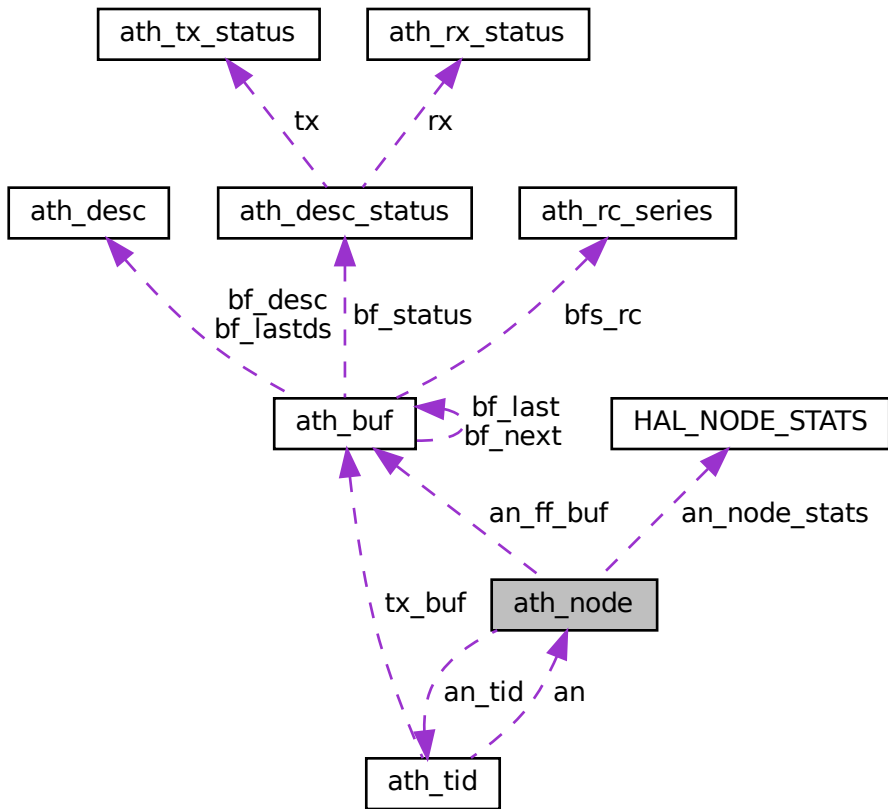 ath_tx_status
ath_rx_status
tx
rx
ath_desc
ath_desc_status
ath_rc_series
bf_desc
bf_lastds
bf_status
bfs_rc
ath_buf
bf_last
bf_next
HAL_NODE_STATS
an_ff_buf
an_node_stats
ath_node
tx_buf
an_tid
an
ath_tid